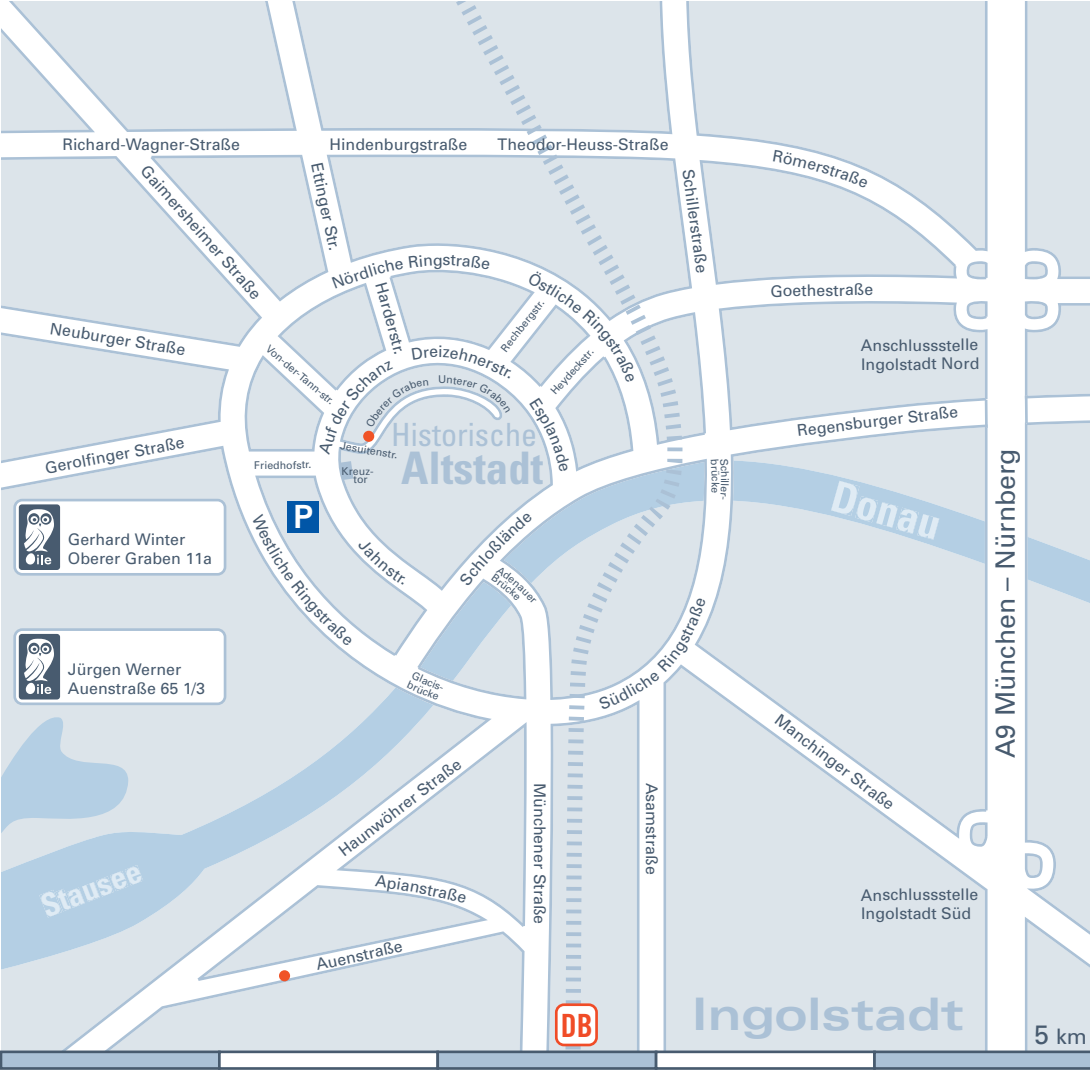 Richard-Wagner-Straße
Hindenburgstraße
Theodor-Heuss-Straße
Römerstraße
Gaimersheimer Straße
Ettinger Str.
Schillerstraße
Nördliche Ringstraße
Östliche Ringstraße
Goethestraße
Neuburger Straße
Harderstr.
Rechbergstr.
Anschlussstelle
Ingolstadt Nord
Von-der-Tann-str.
Auf der Schanz
Dreizehnerstr.
Heydeckstr.
Oberer Graben
Unterer Graben
Esplanade
Regensburger Straße
Historische
Altstadt
Jesuitenstr.
Gerolfinger Straße
Friedhofstr.
Kreuz-
tor
Schiller-
brücke
Donau
P
Gerhard Winter
Oberer Graben 11a
Oile
Westliche Ringstraße
Jahnstr.
Schloßlände
Adenauer
Brücke
A9 München – Nürnberg
Jürgen Werner
Auenstraße 65 1/3
Oile
Glacis-
brücke
Südliche Ringstraße
Manchinger Straße
Haunwöhrer Straße
Münchener Straße
Asamstraße
Stausee
Apianstraße
Auenstraße
Anschlussstelle
Ingolstadt Süd
DB
Ingolstadt
5 km